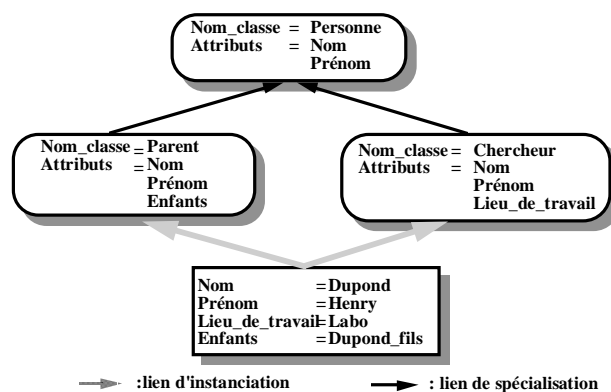 Nom_classe = Personne
Attributs = Nom
Prénom
Nom_classe = Parent
Attributs = Nom
Prénom
Enfants
Nom_classe = Chercheur
Attributs = Nom
Prénom
Lieu_de_travail
Nom = Dupond
Prénom = Henry
Lieu_de_travail = Labo
Enfants = Dupond_fils
:lien d'instanciation
: lien de spécialisation